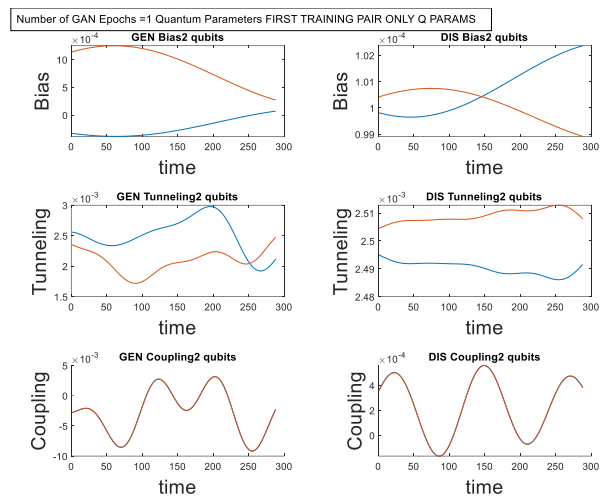 Number of GAN Epochs =1 Quantum Parameters FIRST TRAINING PAIR ONLY Q PARAMS
GEN Bias2 qubits
×10-4
10
5
0
Bias
0 50 100 150 200 250 300
time
DIS Bias2 qubits
×10-4
1.02
1.01
1
0.99
Bias
0 50 100 150 200 250 300
time
GEN Tunneling2 qubits
×10-3
3
2.5
2
1.5
Tunneling
0 50 100 150 200 250 300
time
DIS Tunneling2 qubits
×10-3
2.51
2.5
2.49
2.48
Tunneling
0 50 100 150 200 250 300
time
GEN Coupling2 qubits
×10-3
5
0
-5
-10
Coupling
0 50 100 150 200 250 300
time
DIS Coupling2 qubits
×10-4
4
2
0
Coupling
0 50 100 150 200 250 300
time